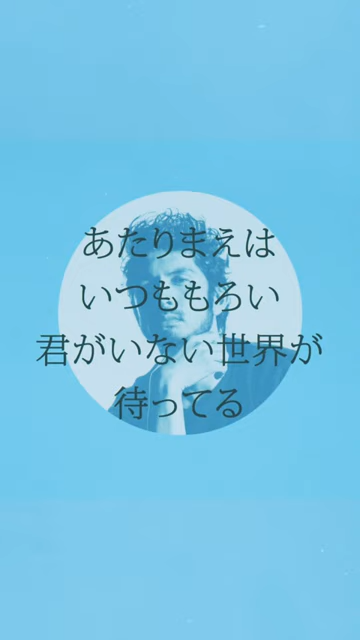 あたりまえは
いつももろい
君がいない世界が
待ってる